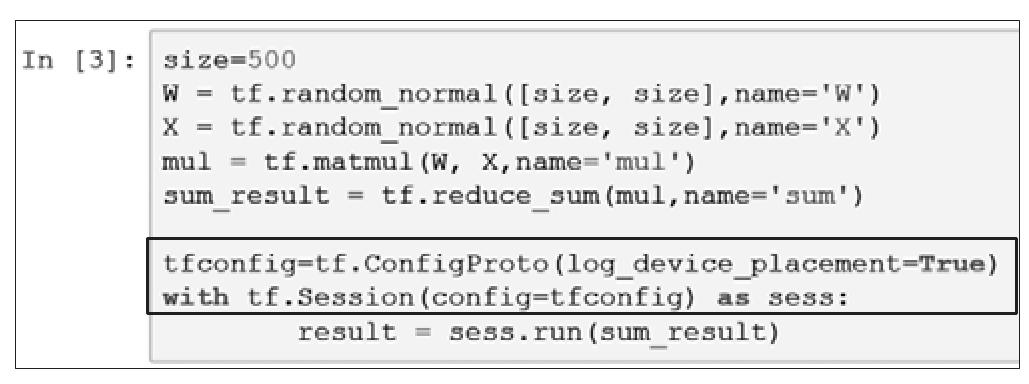 In [3]: size=500
W = tf.random_normal([size, size],name='W')
X = tf.random_normal([size, size],name='X')
mul = tf.matmul(W, X,name='mul')
sum_result = tf.reduce_sum(mul,name='sum')
tfconfig=tf.ConfigProto(log_device_placement=True)
with tf.Session(config=tfconfig) as sess:
        result = sess.run(sum_result)